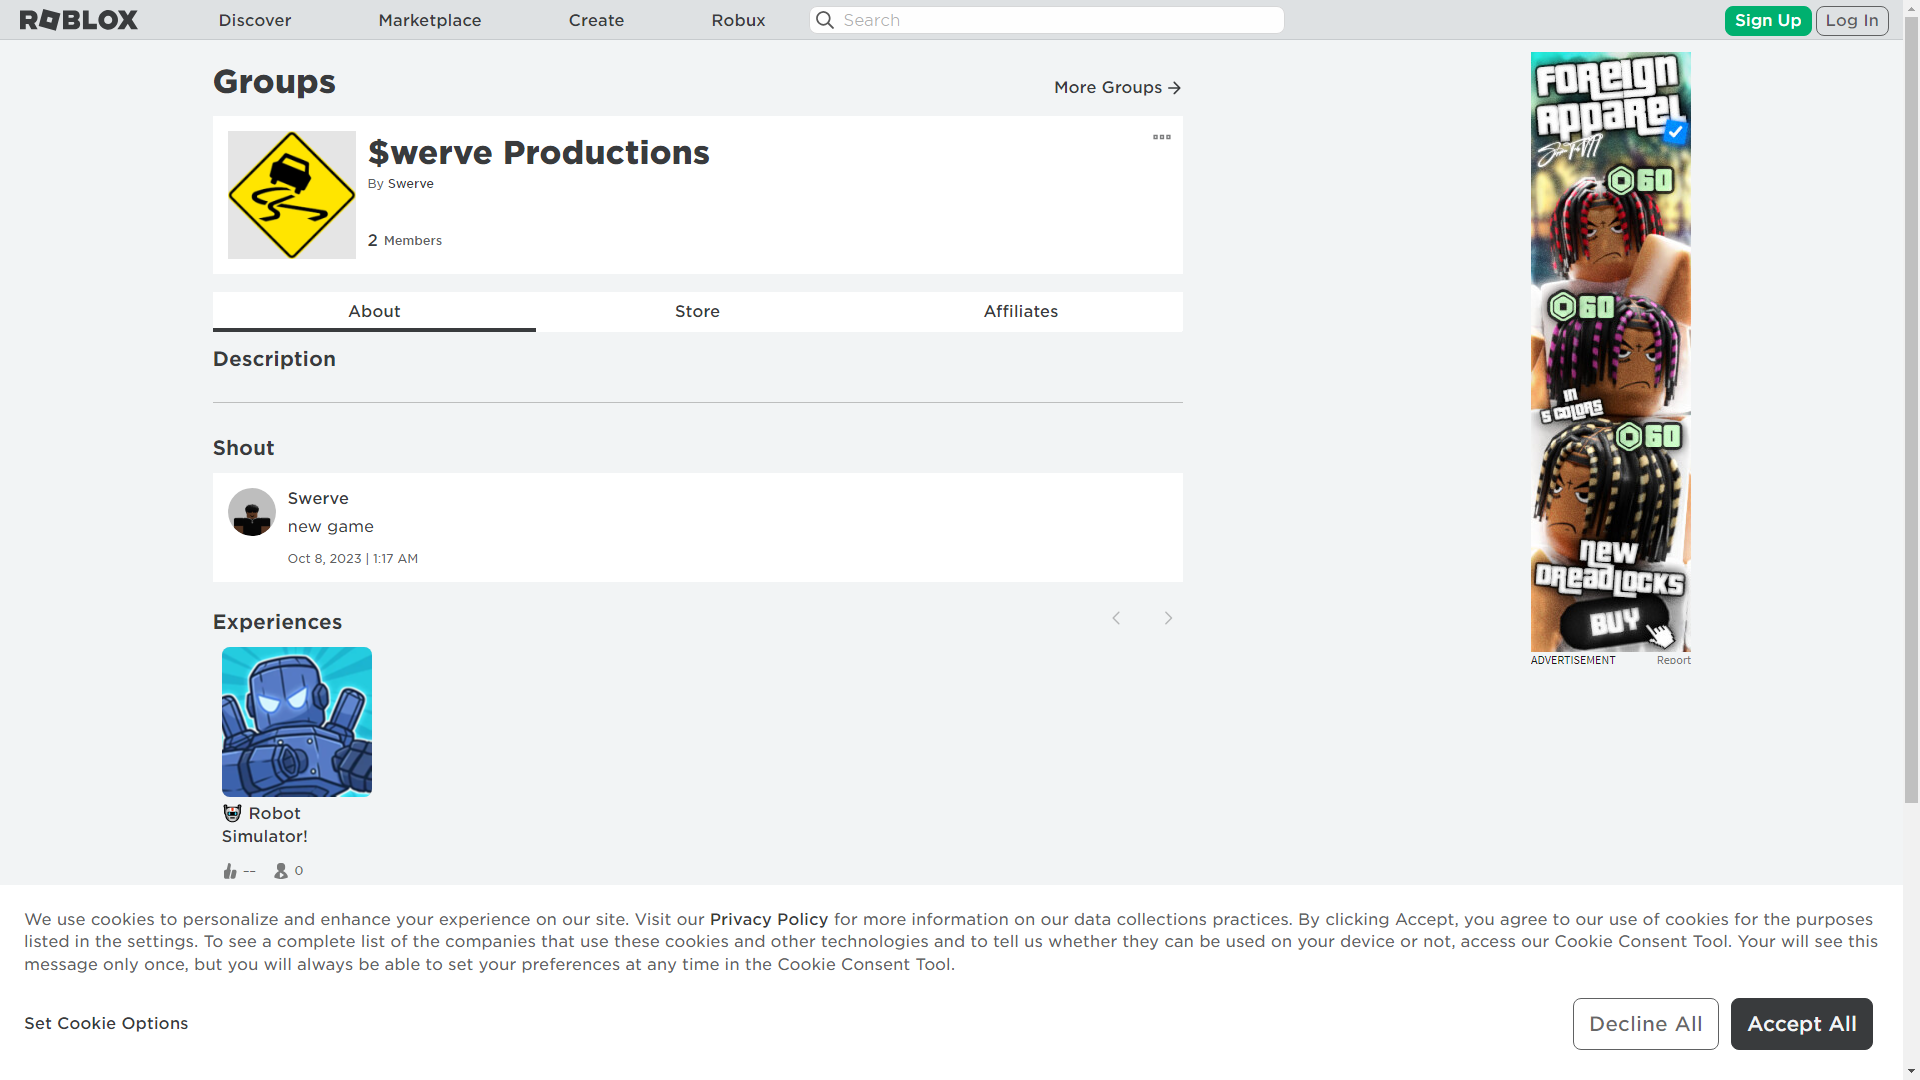 ROBLOX
Discover
Marketplace
Create
Robux
Search
Sign Up
Log In
Groups
More Groups
$werve Productions
By Swerve
2 Members
About
Store
Affiliates
Description
Shout
Swerve
new game
Oct 8, 2023 | 1:17 AM
Experiences
Robot
Simulator!
--
0
FOREIGN
APPAREL
60
60
IN
5 COLORS
60
NEW
DREADLOCKS
BUY
ADVERTISEMENT
Report
We use cookies to personalize and enhance your experience on our site. Visit our Privacy Policy for more information on our data collections practices. By clicking Accept, you agree to our use of cookies for the purposes
listed in the settings. To see a complete list of the companies that use these cookies and other technologies and to tell us whether they can be used on your device or not, access our Cookie Consent Tool. Your will see this
message only once, but you will always be able to set your preferences at any time in the Cookie Consent Tool.
Set Cookie Options
Decline All
Accept All